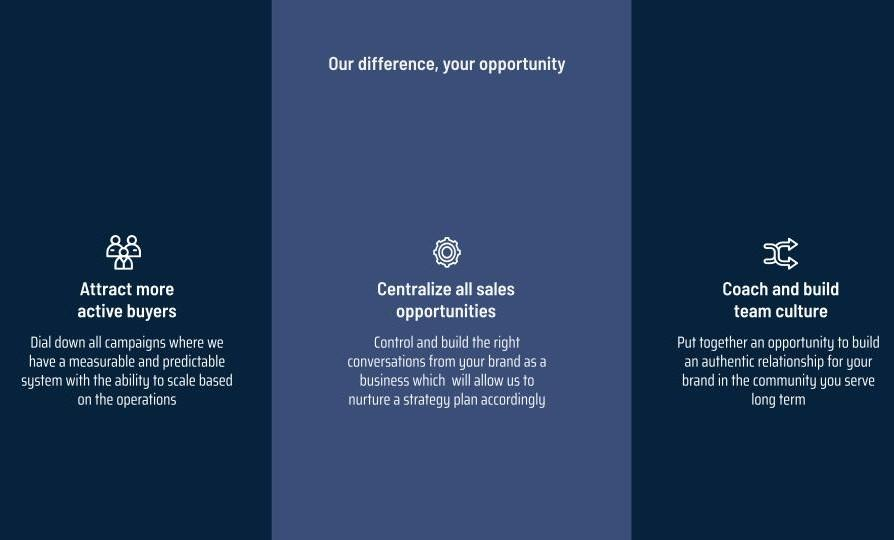 Our difference, your opportunity
Attract more
active buyers
Dial down all campaigns where we
have a measurable and predictable
system with the ability to scale based
on the operations
Centralize all sales
opportunities
Control and build the right
conversations from your brand as a
business which  will allow us to
nurture a strategy plan accordingly
Coach and build
team culture
Put together an opportunity to build
an authentic relationship for your
brand in the community you serve
long term